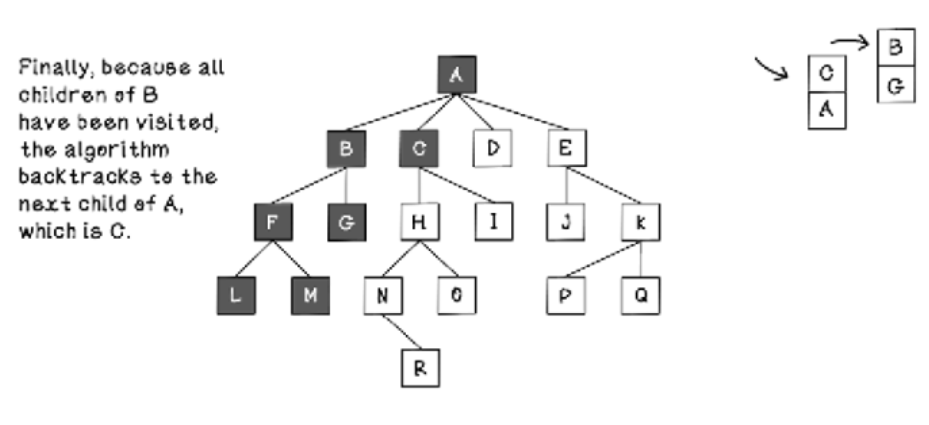 Finally, because all
children of B
have been visited,
the algorithm
backtracks to the
next child of A,
which is C.
A
B C D E
F G H I J K
L M N O P Q
R
B
G
C
A